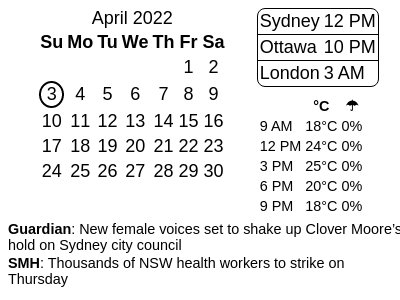 April 2022
Su Mo Tu We Th Fr Sa
1 2
3 4 5 6 7 8 9
10 11 12 13 14 15 16
17 18 19 20 21 22 23
24 25 26 27 28 29 30
Sydney 12 PM
Ottawa 10 PM
London 3 AM
°C ☂
9 AM 18°C 0%
12 PM 24°C 0%
3 PM 25°C 0%
6 PM 20°C 0%
9 PM 18°C 0%
Guardian: New female voices set to shake up Clover Moore's
hold on Sydney city council
SMH: Thousands of NSW health workers to strike on
Thursday